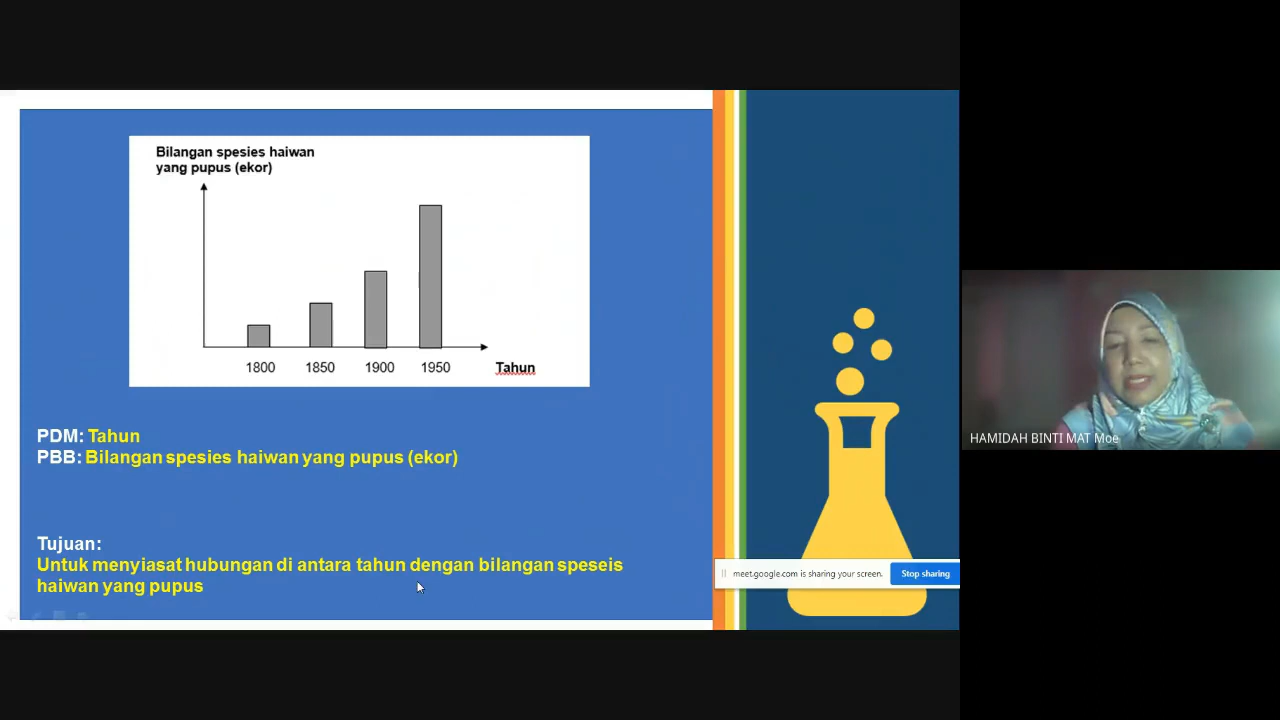 Bilangan spesies haiwan
yang pupus (ekor)
1800 1850 1900 1950 Tahun
PDM: Tahun
PBB: Bilangan spesies haiwan yang pupus (ekor)
Tujuan:
Untuk menyiasat hubungan di antara tahun dengan bilangan speseis
haiwan yang pupus
meet.google.com is sharing your screen. Stop sharing
HAMIDAH BINTI MAT Moe